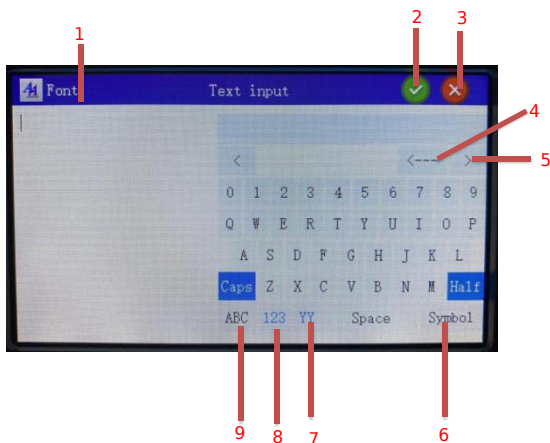 1
2
3
Font
Text input
4
< <--- >
5
0 1 2 3 4 5 6 7 8 9
Q W E R T Y U I O P
A S D F G H J K L
Caps Z X C V B N M Half
ABC 123 YY Space Symbol
9
8
7
6